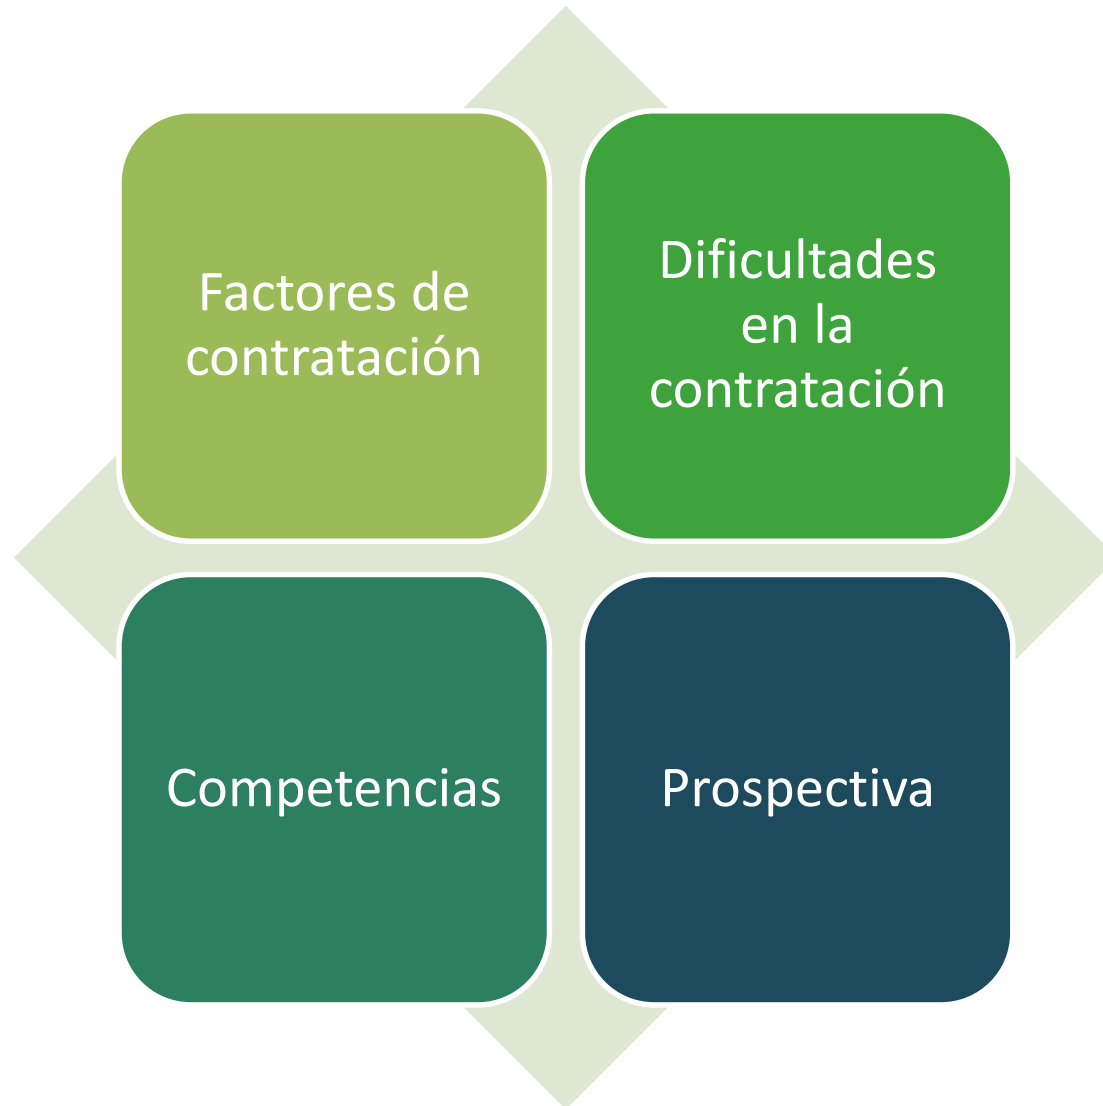 Factores de
contratación
Dificultades
en la
contratación
Competencias
Prospectiva